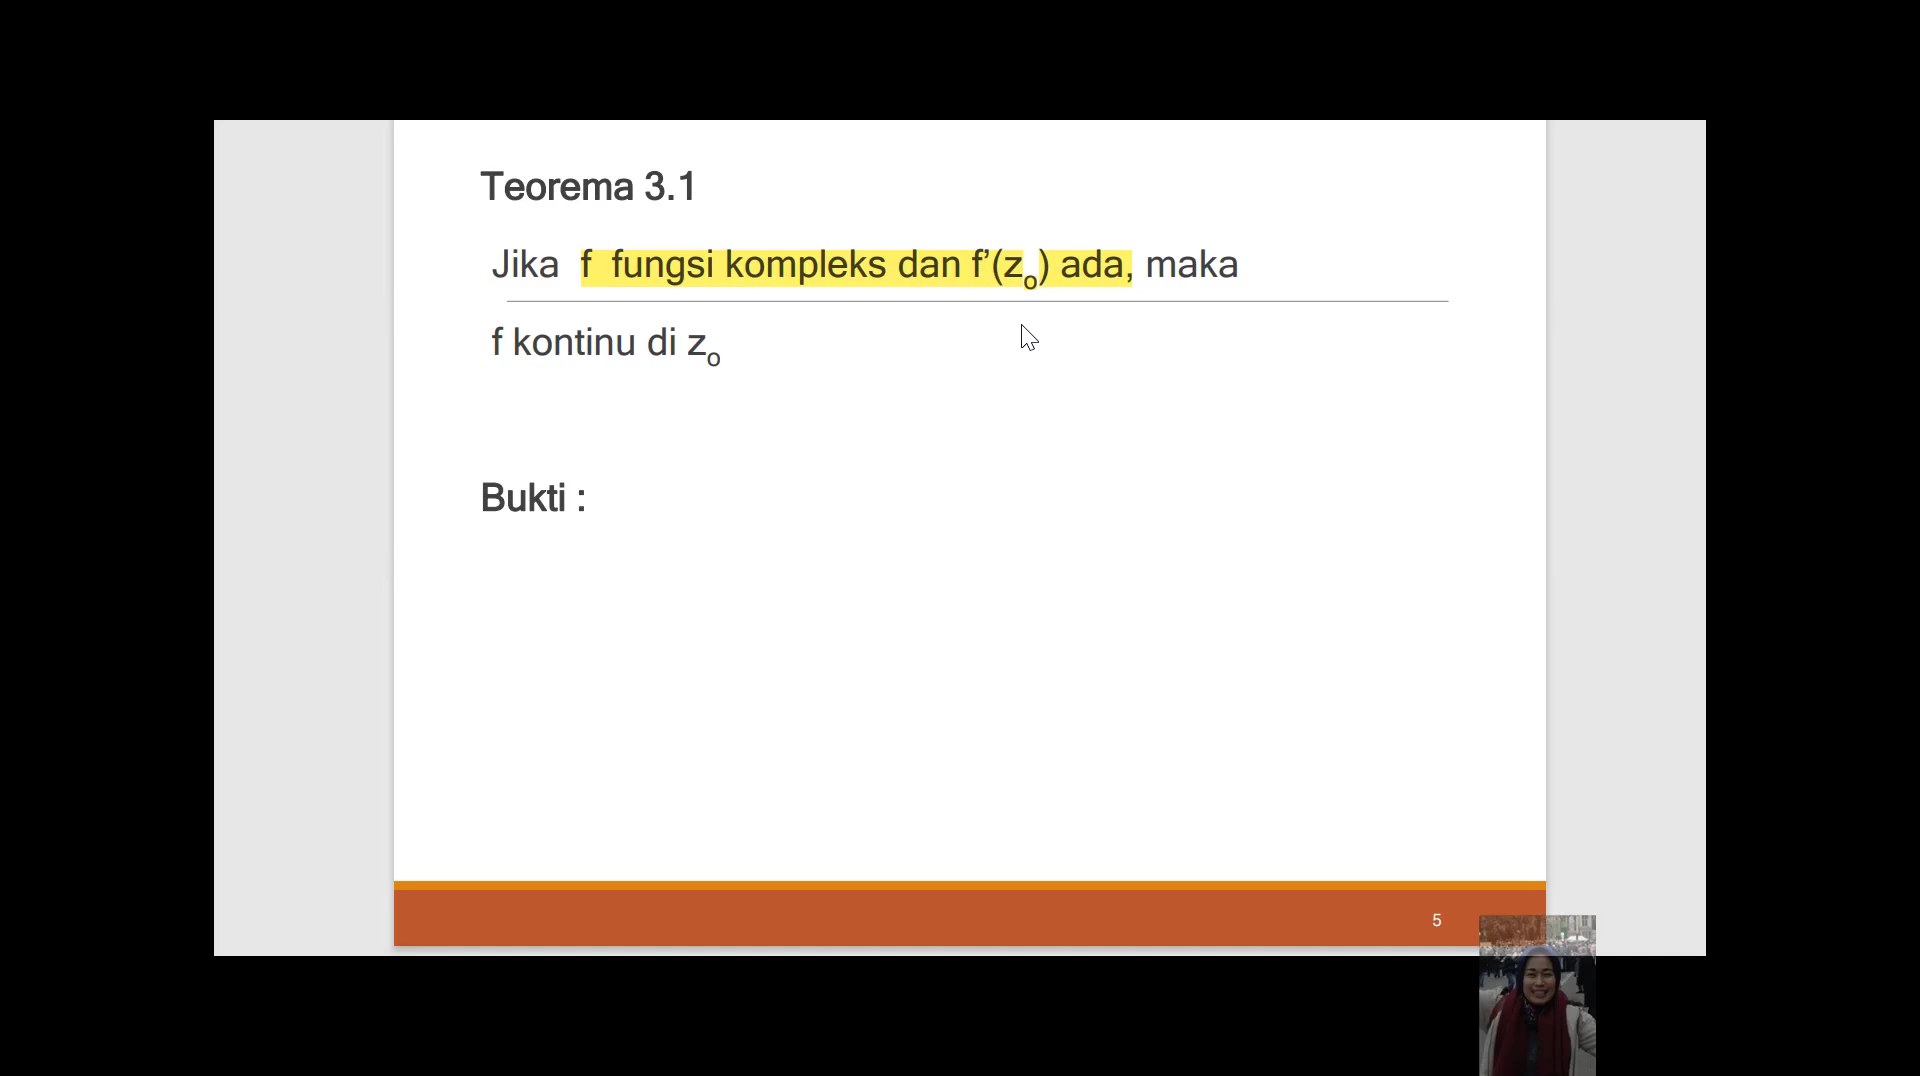 Teorema 3.1
Jika f fungsi kompleks dan f’(zo) ada, maka
f kontinu di zo
Bukti :
5